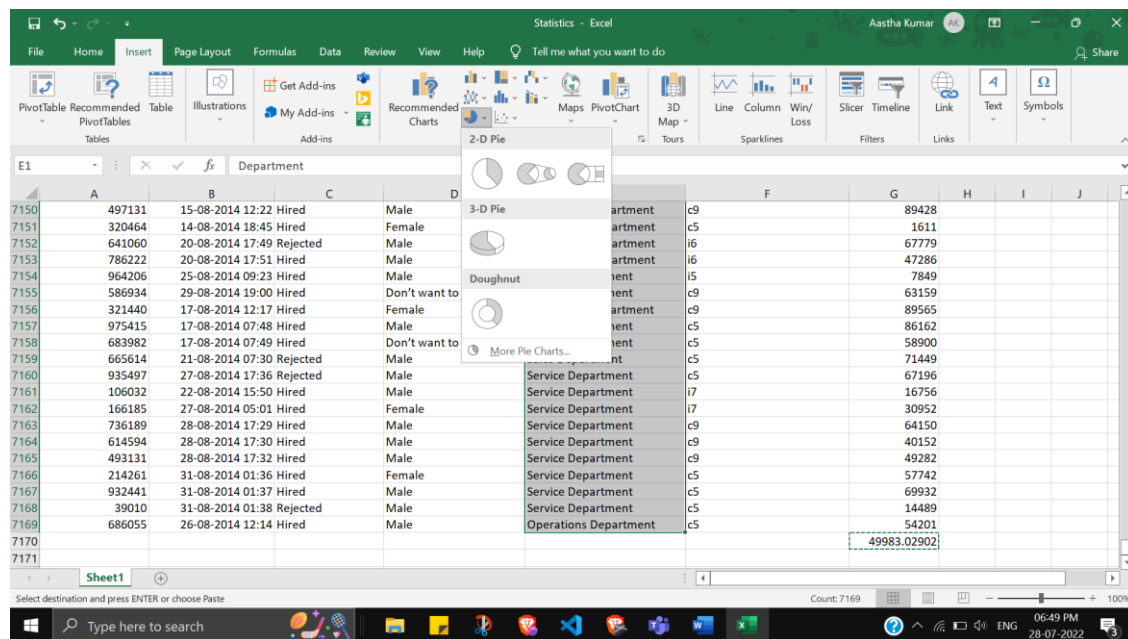 Statistics - Excel Aastha Kumar AK
File Home Insert Page Layout Formulas Data Review View Help Tell me what you want to do Share
PivotTable Recommended PivotTables Table Illustrations Get Add-ins My Add-ins Recommended Charts Maps PivotChart 3D Map Line Column Win/Loss Slicer Timeline Link Text Symbols
Tables Add-ins Tours Sparklines Filters Links
E1 fx Department
2-D Pie
3-D Pie
Doughnut
More Pie Charts...
A B C D F G H I J
7150 497131 15-08-2014 12:22 Hired Male artment c9 89428
7151 320464 14-08-2014 18:45 Hired Female artment c5 1611
7152 641060 20-08-2014 17:49 Rejected Male artment i6 67779
7153 786222 20-08-2014 17:51 Hired Male artment i6 47286
7154 964206 25-08-2014 09:23 Hired Male nent i5 7849
7155 586934 29-08-2014 19:00 Hired Don't want to nent c9 63159
7156 321440 17-08-2014 12:17 Hired Female artment c9 89565
7157 975415 17-08-2014 07:48 Hired Male nent c5 86162
7158 683982 17-08-2014 07:49 Hired Don't want to nent c5 58900
7159 665614 21-08-2014 07:30 Rejected Male nt c5 71449
7160 935497 27-08-2014 17:36 Rejected Male Service Department c5 67196
7161 106032 22-08-2014 15:50 Hired Male Service Department i7 16756
7162 166185 27-08-2014 05:01 Hired Female Service Department i7 30952
7163 736189 28-08-2014 17:29 Hired Male Service Department c9 64150
7164 614594 28-08-2014 17:30 Hired Male Service Department c9 40152
7165 493131 28-08-2014 17:32 Hired Male Service Department c9 49282
7166 214261 31-08-2014 01:36 Hired Female Service Department c5 57742
7167 932441 31-08-2014 01:37 Hired Male Service Department c5 69932
7168 39010 31-08-2014 01:38 Rejected Male Service Department c5 14489
7169 686055 26-08-2014 12:14 Hired Male Operations Department c5 54201
7170 49983.02902
7171
Sheet1
Select destination and press ENTER or choose Paste Count: 7169 100%
Type here to search ENG 06:49 PM
28-07-2022 3